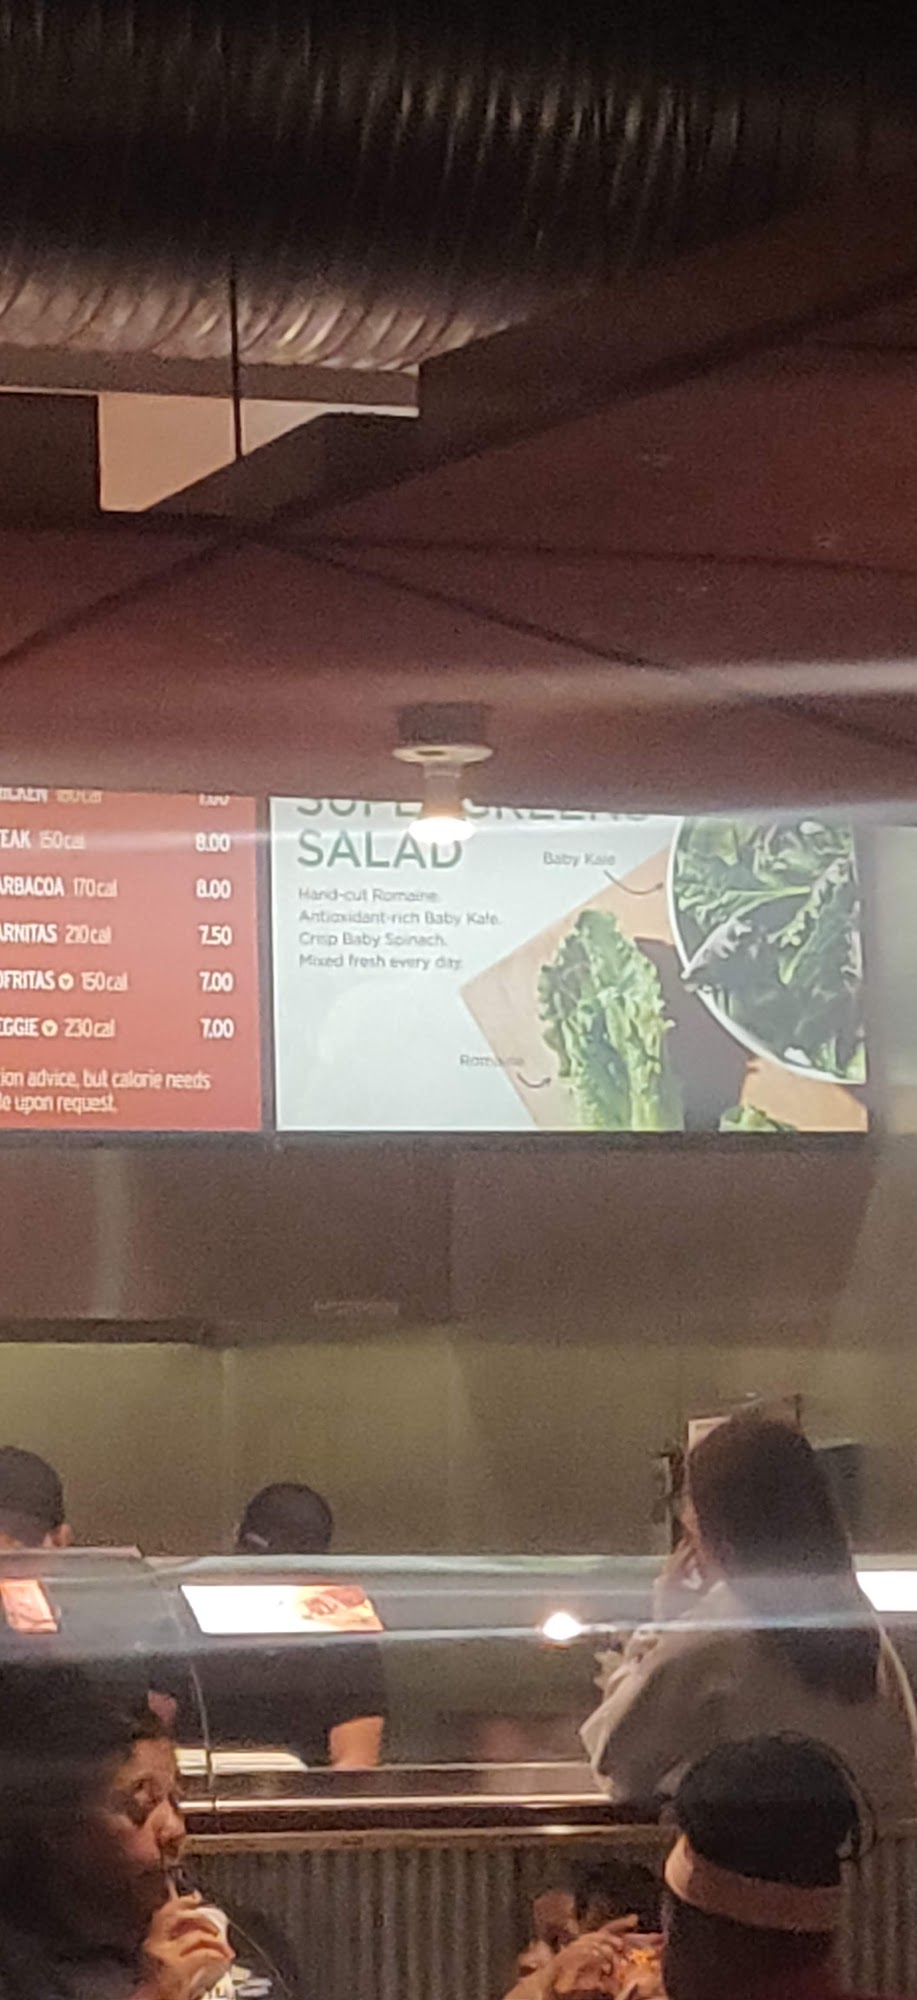 EAK 150cal 8.00
ARBACOA 170cal 8.00
ARNITAS 210cal 7.50
OFRITAS V 150cal 7.00
EGGIE V 230cal 7.00
ion advice, but calorie needs
le upon request.
SUPERGREENS
SALAD
Hand-cut Romaine.
Antioxidant-rich Baby Kale.
Crisp Baby Spinach.
Mixed fresh every day.
Baby Kale
Romaine